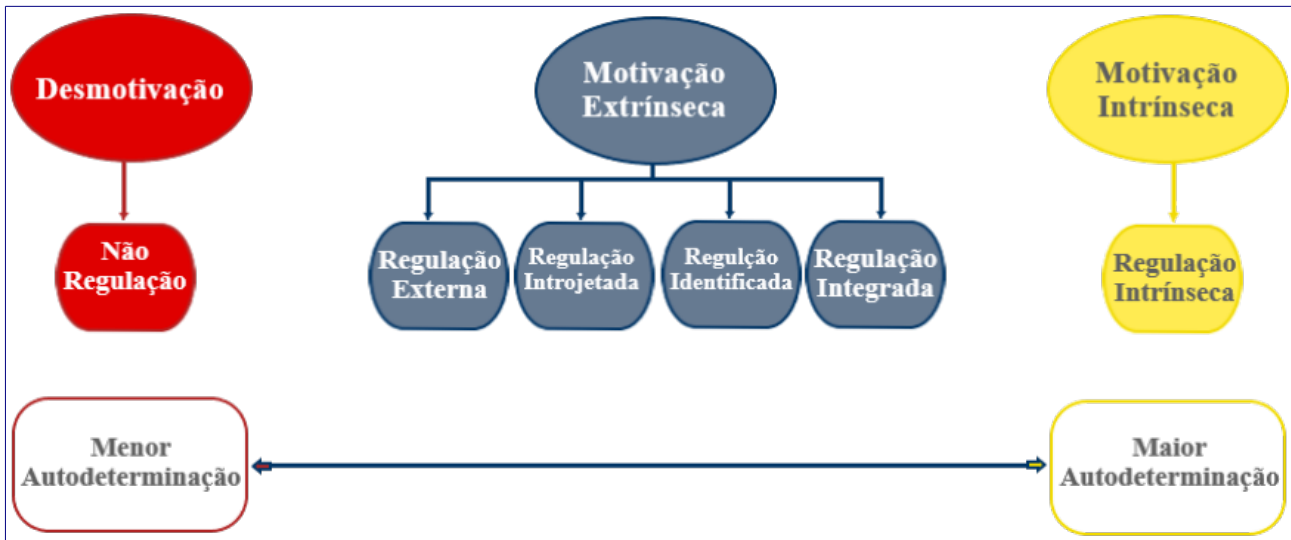 Desmotivação
Motivação
Extrínseca
Motivação
Intrínseca
Não
Regulação
Regulação
Externa
Regulação
Introjetada
Regulção
Identificada
Regulação
Integrada
Regulação
Intrínseca
Menor
Autodeterminação
Maior
Autodeterminação